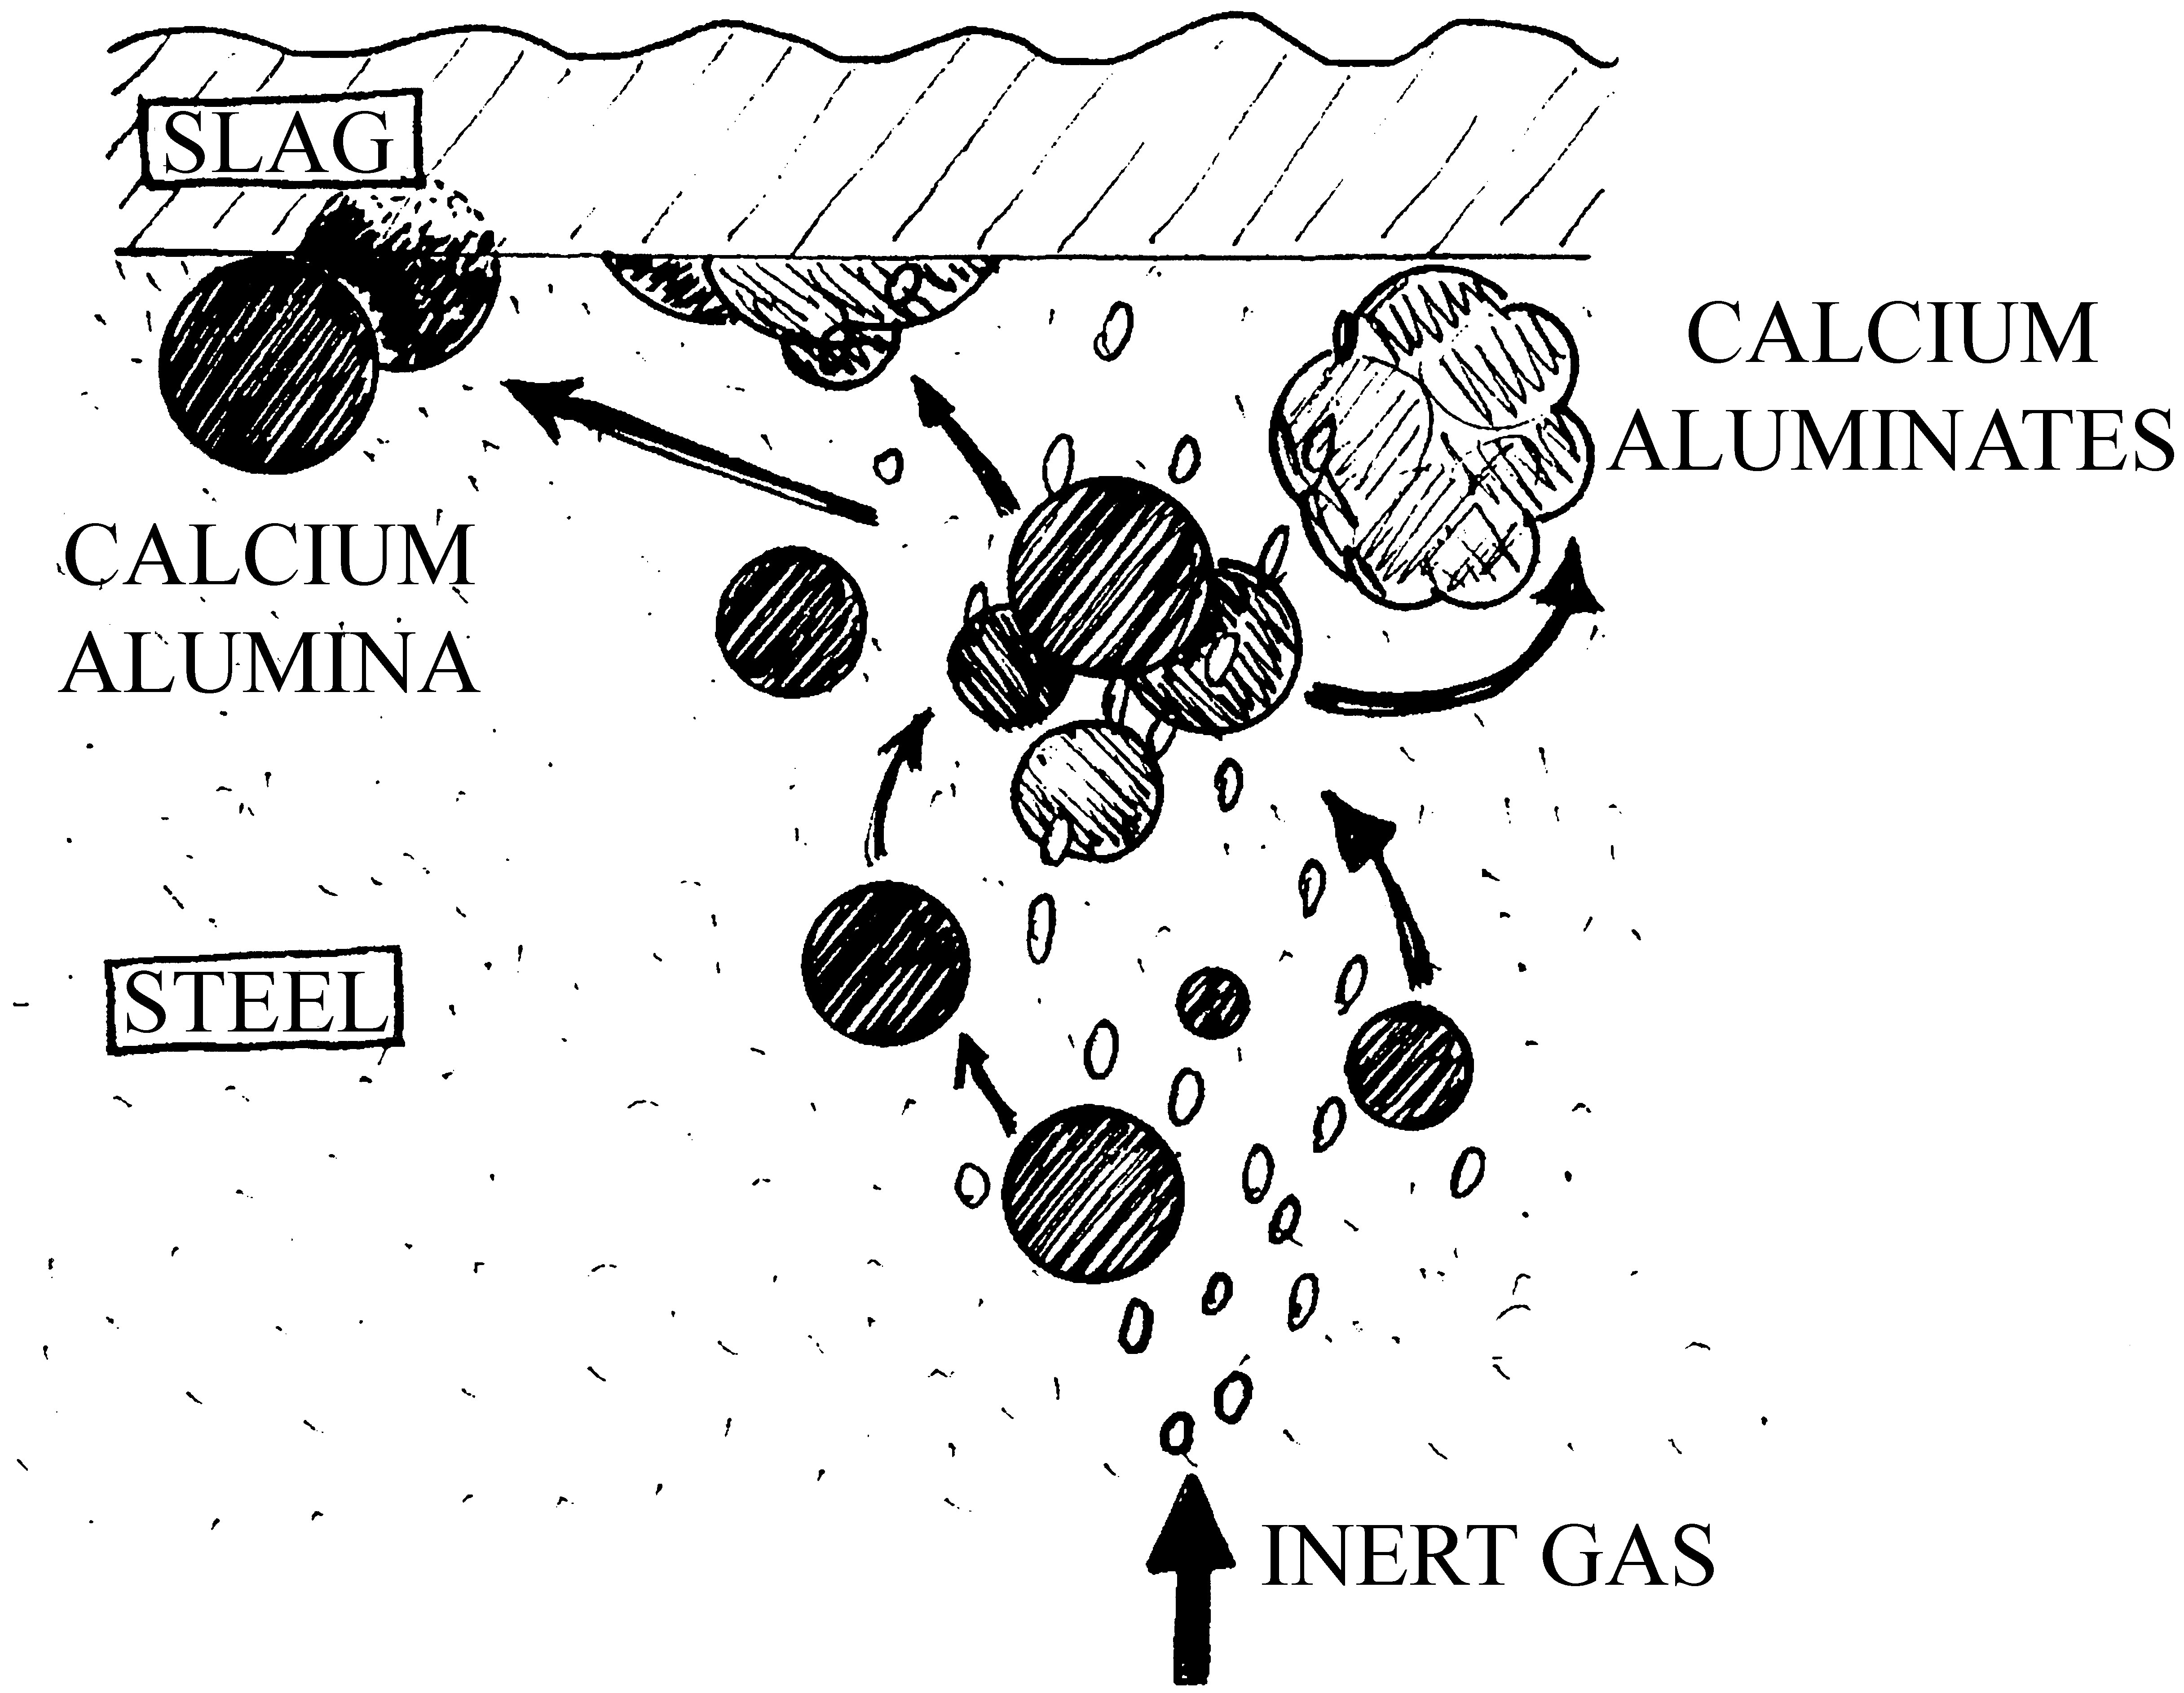 SLAG
CALCIUM
ALUMINATES
CALCIUM
ALUMINA
STEEL
INERT GAS